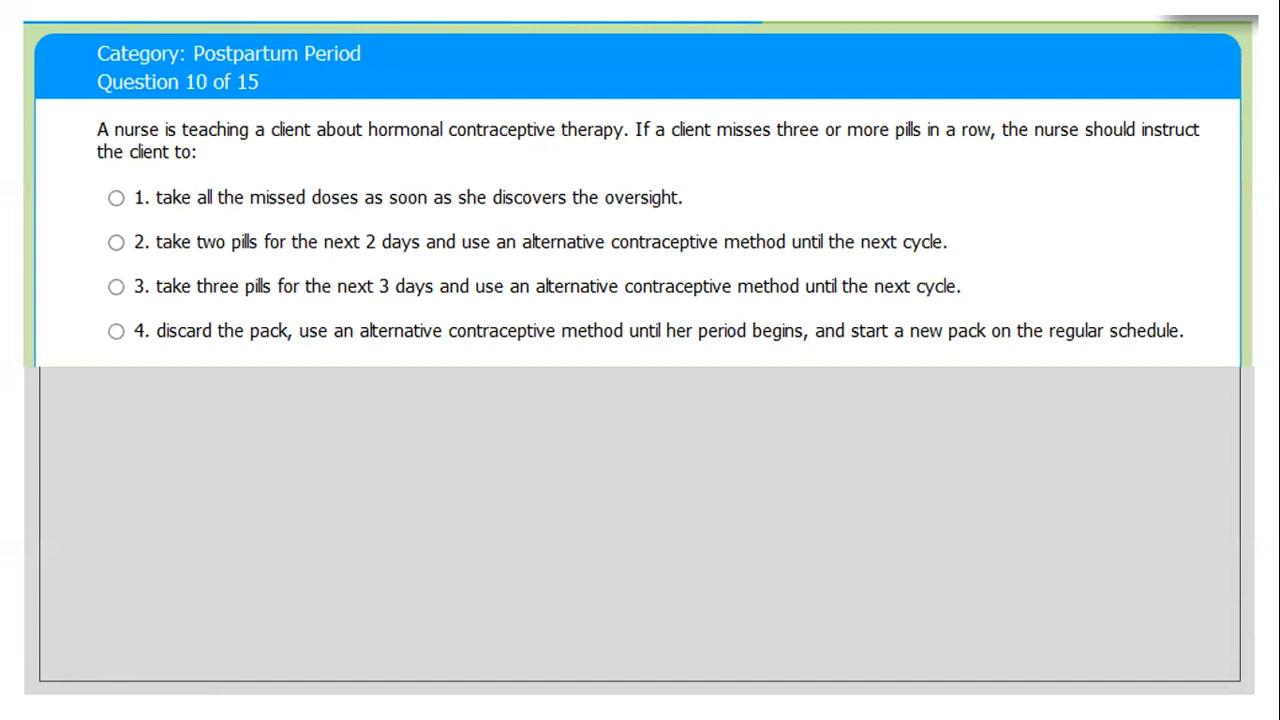 Category: Postpartum Period
Question 10 of 15
A nurse is teaching a client about hormonal contraceptive therapy. If a client misses three or more pills in a row, the nurse should instruct
the client to:
1. take all the missed doses as soon as she discovers the oversight.
2. take two pills for the next 2 days and use an alternative contraceptive method until the next cycle.
3. take three pills for the next 3 days and use an alternative contraceptive method until the next cycle.
4. discard the pack, use an alternative contraceptive method until her period begins, and start a new pack on the regular schedule.